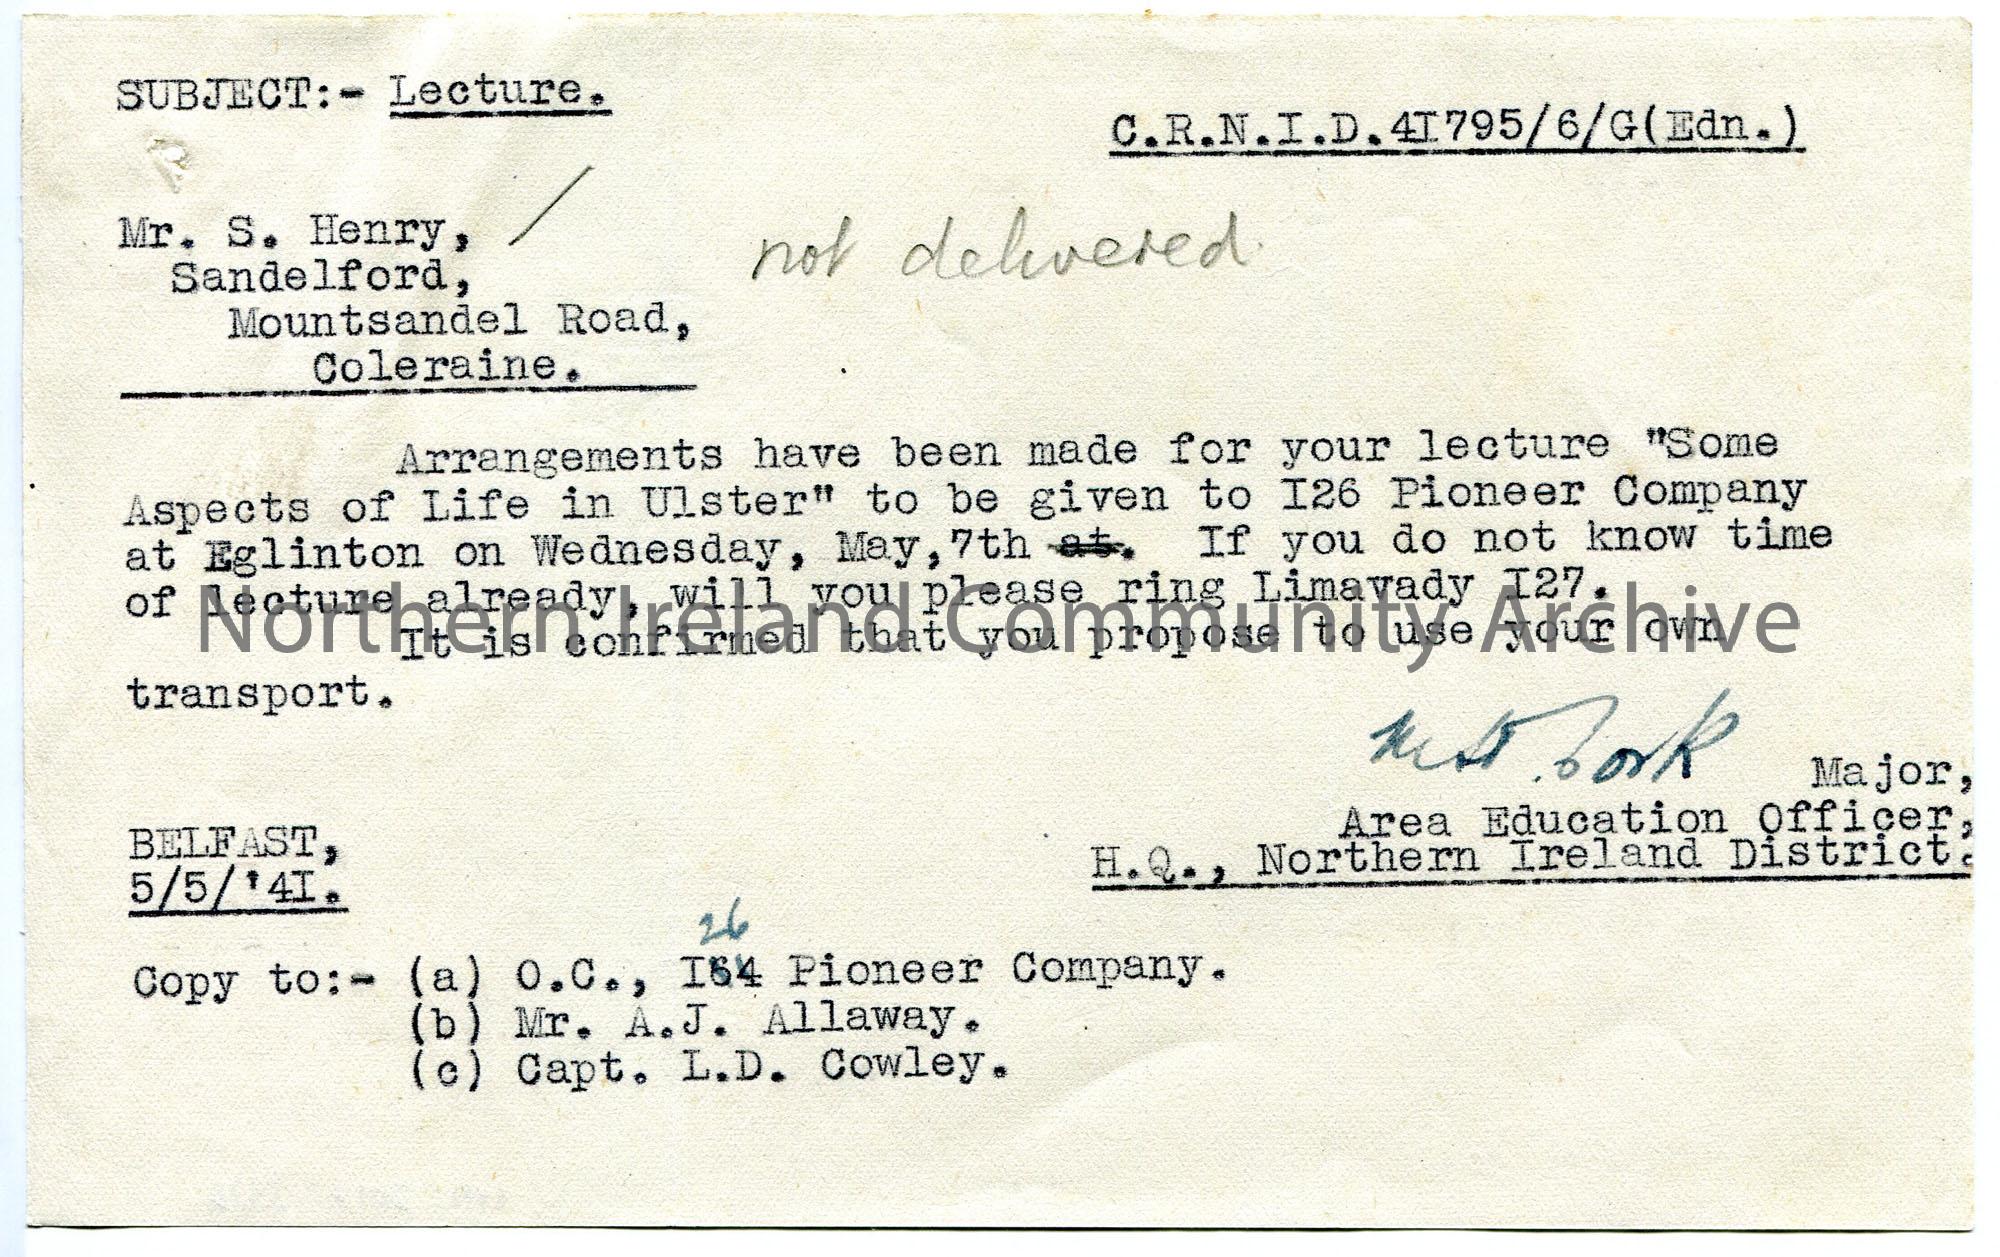 SUBJECT:- Lecture.
C.R.N.I.D.4I795/6/G(Edn.)
Mr. S. Henry,
not delivered
Sandelford,
Mountsandel Road,
Coleraine.
Arrangements have been made for your lecture "Some
Aspects of Life in Ulster" to be given to I26 Pioneer Company
at Eglinton on Wednesday, May,7th at. If you do not know time
of lecture already, will you please ring Limavady I27.
Northern Ireland Community Archive
It is confirmed that you propose to use your own
transport.
Major,
Area Education Officer,
H.Q., Northern Ireland District.
BELFAST,
5/5/'4I.
26
Copy to:- (a) O.C., I64 Pioneer Company.
(b) Mr. A.J. Allaway.
(c) Capt. L.D. Cowley.